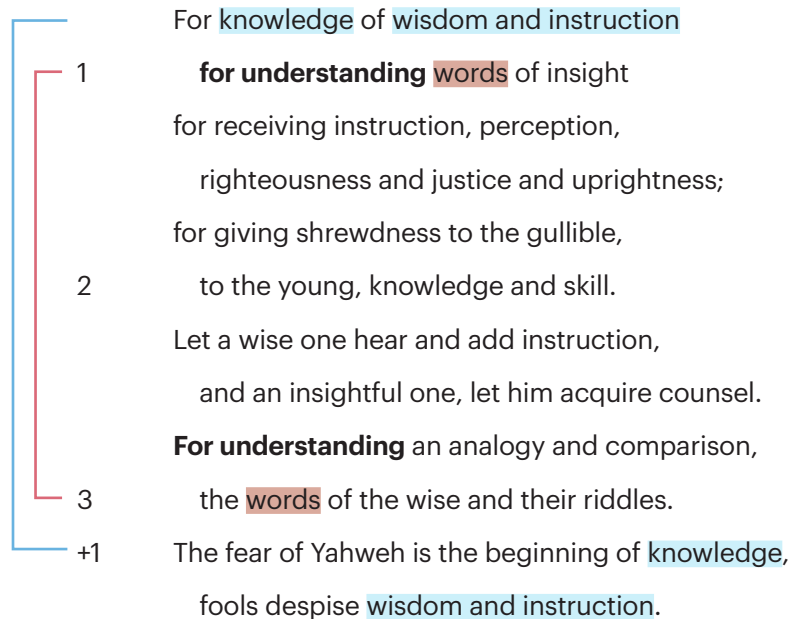 For knowledge of wisdom and instruction
1 for understanding words of insight
for receiving instruction, perception,
righteousness and justice and uprightness;
for giving shrewdness to the gullible,
2 to the young, knowledge and skill.
Let a wise one hear and add instruction,
and an insightful one, let him acquire counsel.
For understanding an analogy and comparison,
3 the words of the wise and their riddles.
+1 The fear of Yahweh is the beginning of knowledge,
fools despise wisdom and instruction.